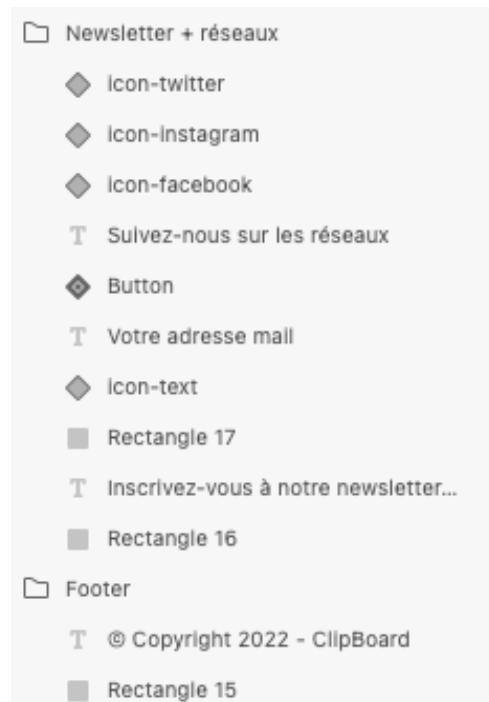 Newsletter + réseaux
icon-twitter
icon-instagram
icon-facebook
Suivez-nous sur les réseaux
Button
Votre adresse mail
icon-text
Rectangle 17
Inscrivez-vous à notre newsletter...
Rectangle 16
Footer
© Copyright 2022 - ClipBoard
Rectangle 15